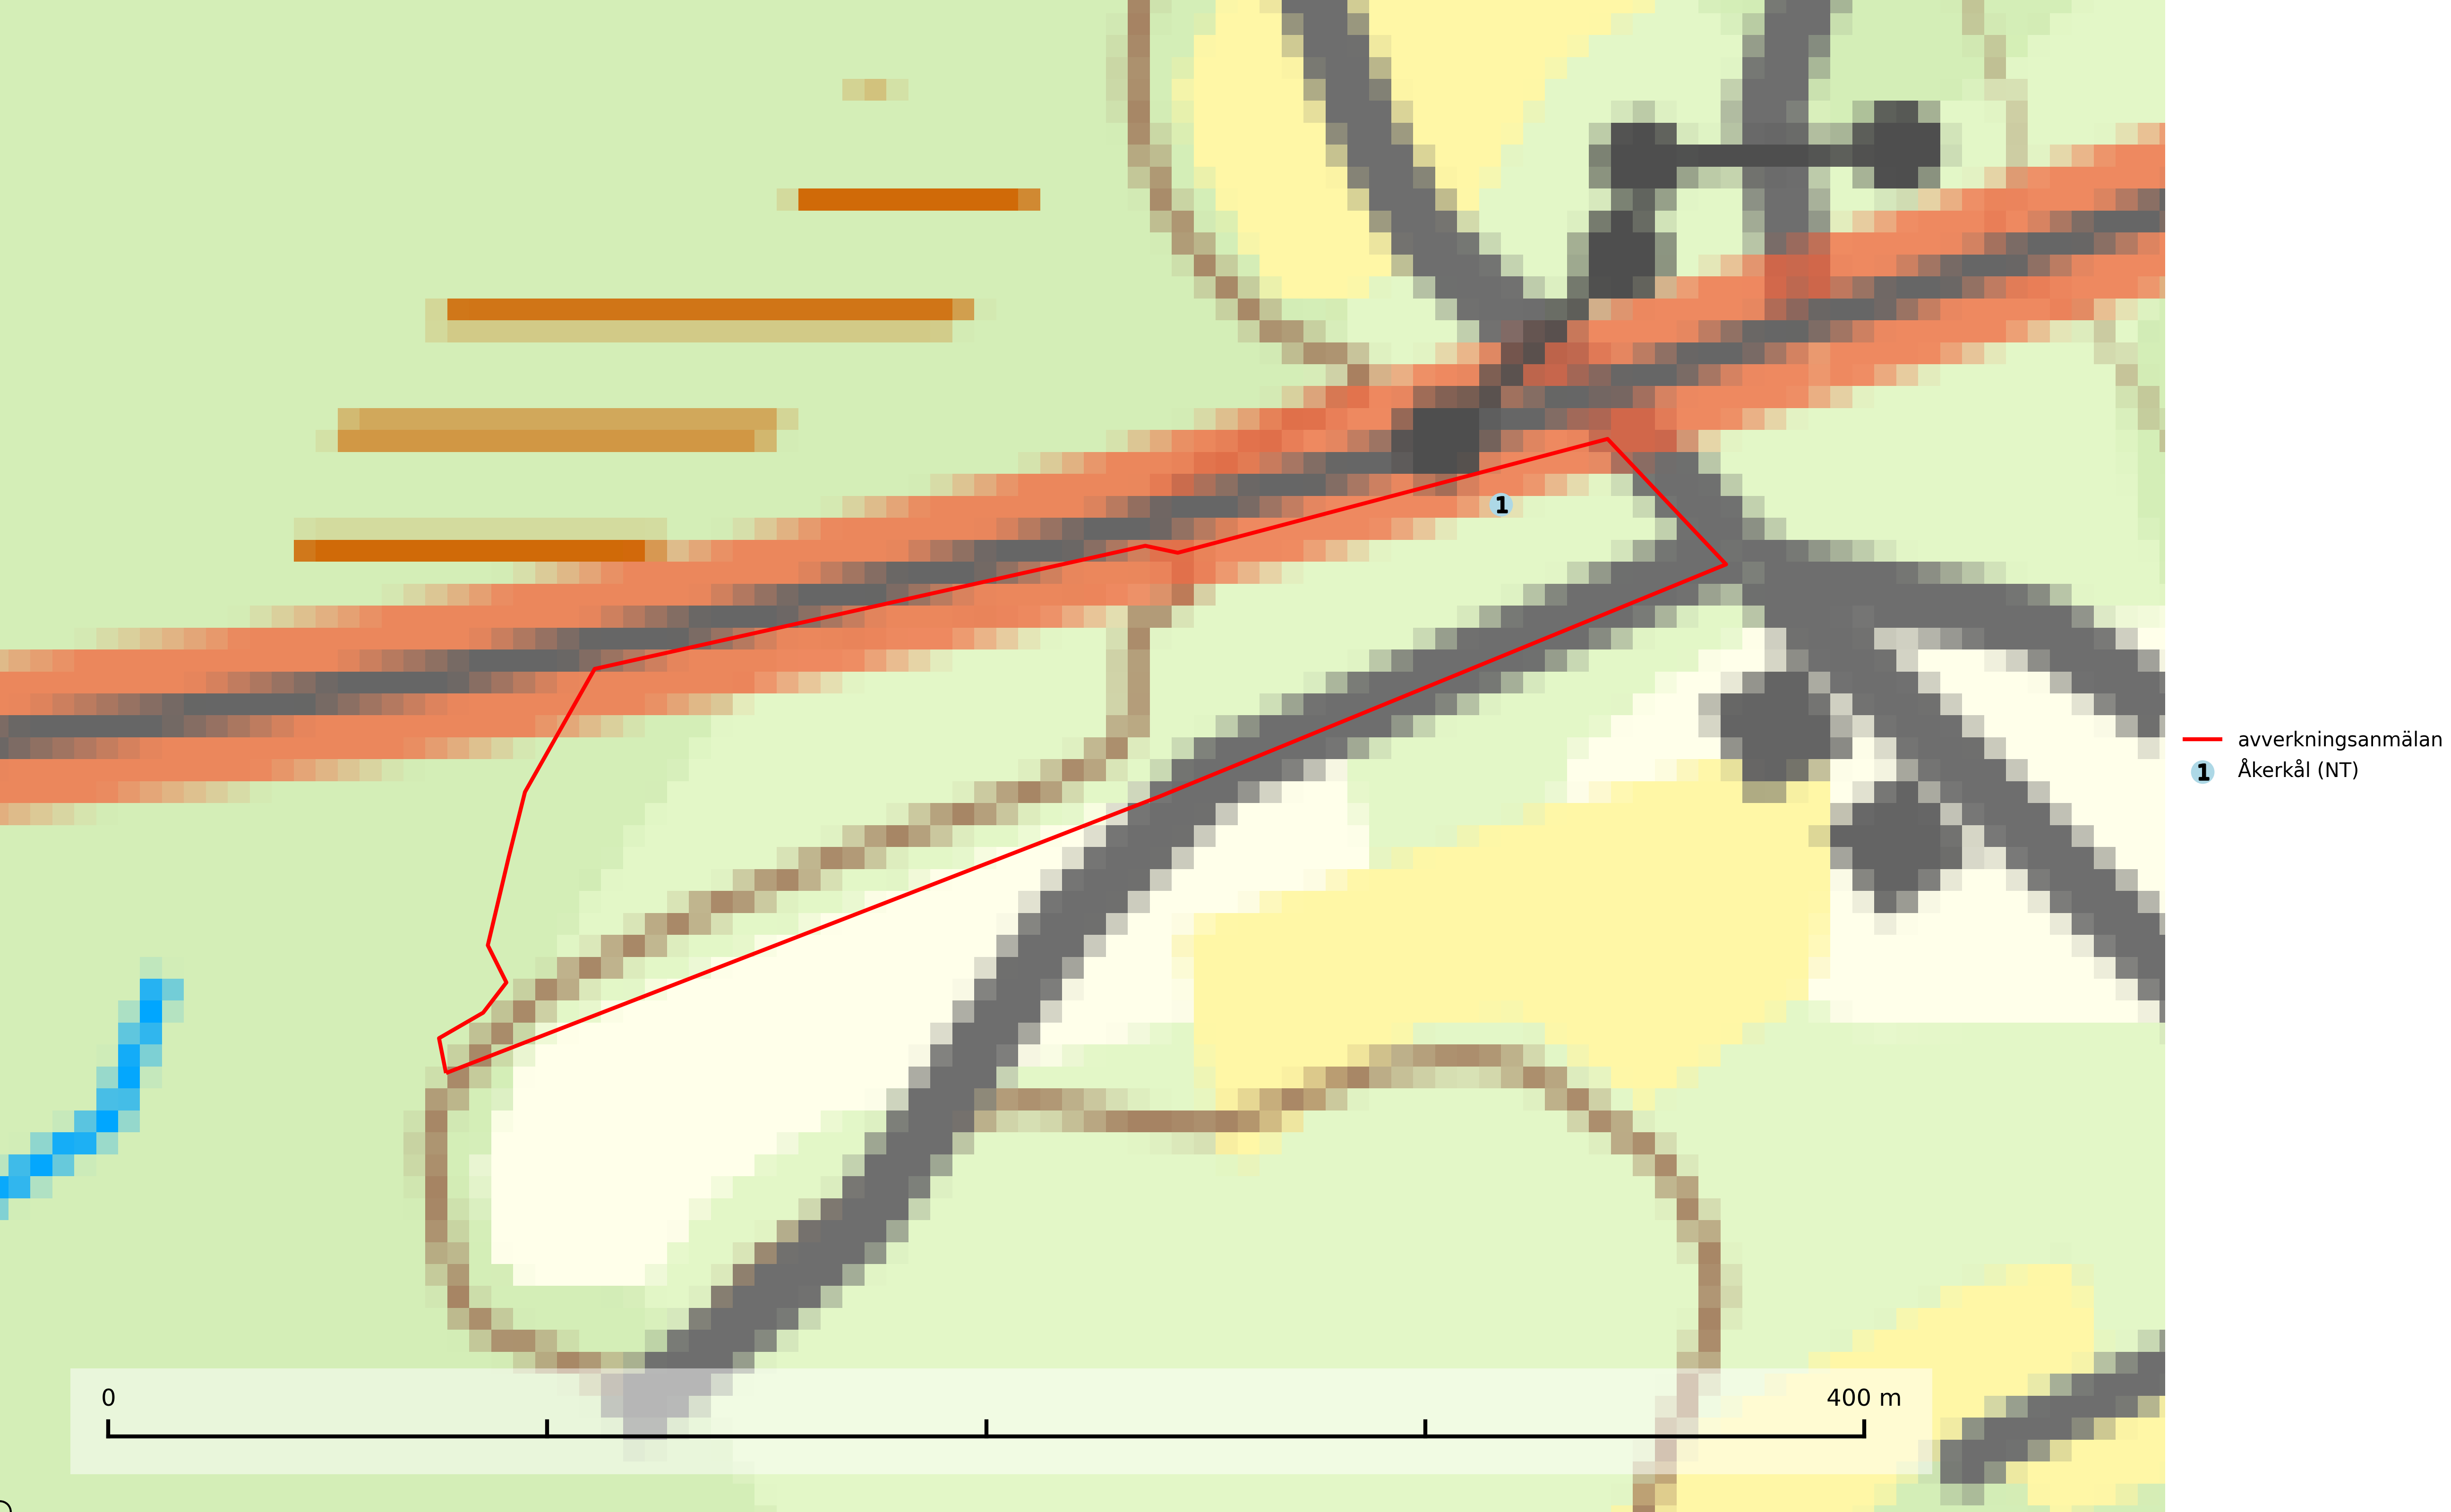 1
avverkningsanmälan
1 Åkerkål (NT)
0 400 m